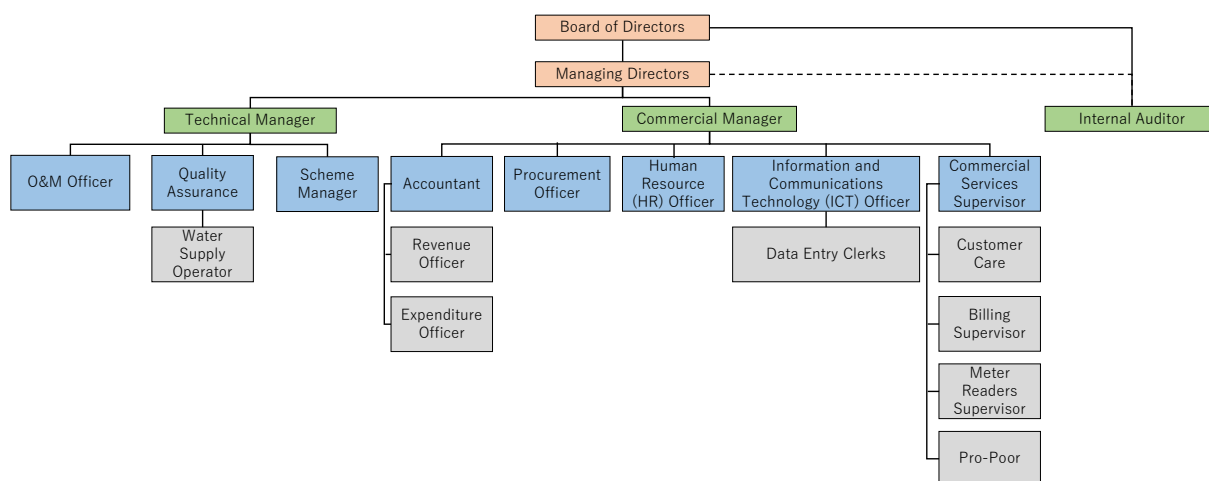 Board of Directors
Managing Directors
Technical Manager
Commercial Manager
Internal Auditor
O&M Officer
Quality
Assurance
Scheme
Manager
Accountant
Procurement
Officer
Human
Resource
(HR) Officer
Information and
Communications
Technology (ICT) Officer
Commercial
Services
Supervisor
Water
Supply
Operator
Revenue
Officer
Data Entry Clerks
Customer
Care
Expenditure
Officer
Billing
Supervisor
Meter
Readers
Supervisor
Pro-Poor